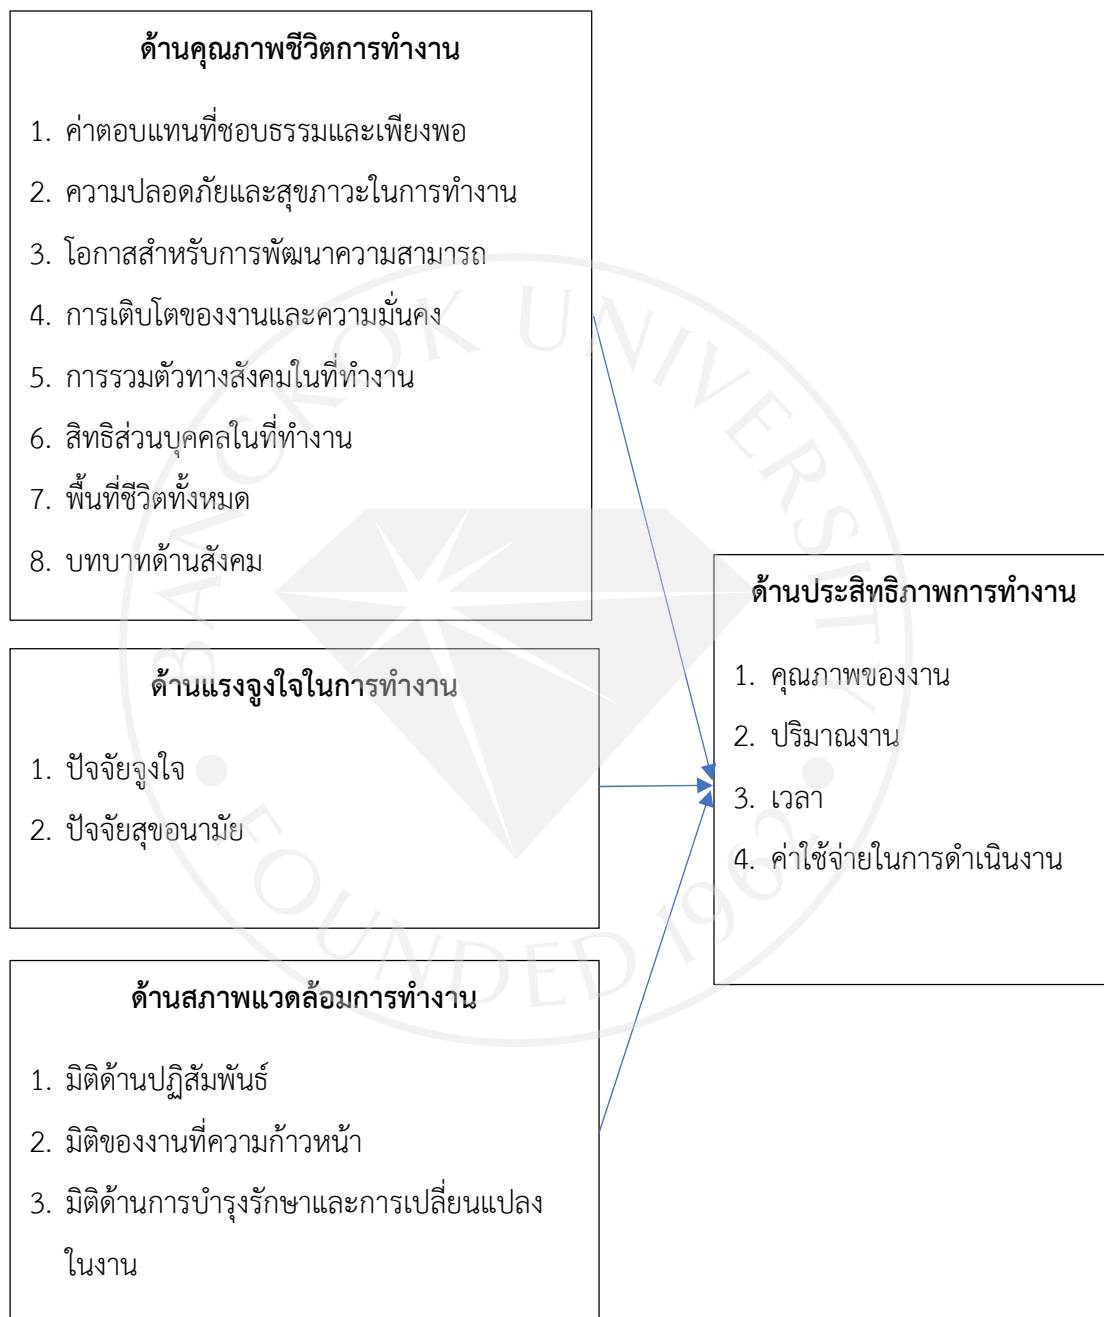 ด้านคุณภาพชีวิตการทำงาน
1. ค่าตอบแทนที่ชอบธรรมและเพียงพอ
2. ความปลอดภัยและสุขภาวะในการทำงาน
3. โอกาสสำหรับการพัฒนาความสามารถ
4. การเติบโตของงานและความมั่นคง
5. การรวมตัวทางสังคมในที่ทำงาน
6. สิทธิส่วนบุคคลในที่ทำงาน
7. พื้นที่ชีวิตทั้งหมด
8. บทบาทด้านสังคม
ด้านแรงจูงใจในการทำงาน
1. ปัจจัยจูงใจ
2. ปัจจัยสุขอนามัย
ด้านสภาพแวดล้อมการทำงาน
1. มิติด้านปฏิสัมพันธ์
2. มิติของงานที่ความก้าวหน้า
3. มิติด้านการบำรุงรักษาและการเปลี่ยนแปลง
ในงาน
ด้านประสิทธิภาพการทำงาน
1. คุณภาพของงาน
2. ปริมาณงาน
3. เวลา
4. ค่าใช้จ่ายในการดำเนินงาน
BANGKOK UNIVERSITY
FOUNDED 1962